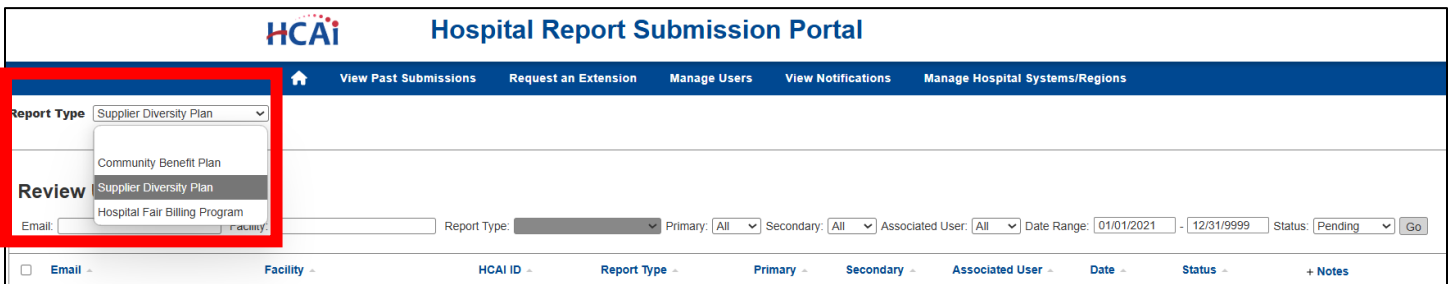 HCAi Hospital Report Submission Portal
View Past Submissions Request an Extension Manage Users View Notifications Manage Hospital Systems/Regions
Report Type Supplier Diversity Plan
Community Benefit Plan
Supplier Diversity Plan
Hospital Fair Billing Program
Review
Email: Facility: Report Type: Primary: All Secondary: All Associated User: All Date Range: 01/01/2021 - 12/31/9999 Status: Pending Go
Email Facility HCAI ID Report Type Primary Secondary Associated User Date Status + Notes